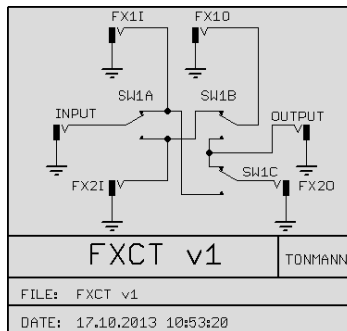 FX1I
FX1O
SW1A
SW1B
INPUT
OUTPUT
FX2I
SW1C
FX2O
FXCT v1
TONMANN
FILE: FXCT v1
DATE: 17.10.2013 10:53:20